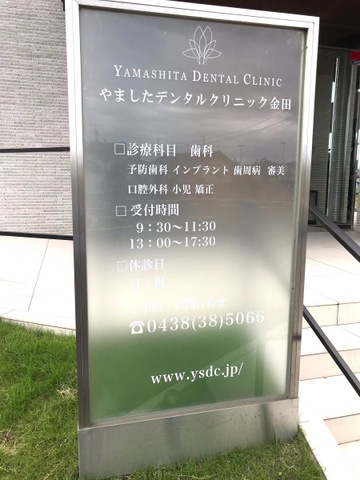 YAMASHITA DENTAL CLINIC
やましたデンタルクリニック金田
□診療科目 歯科
予防歯科 インプラント 歯周病 審美
口腔外科 小児 矯正
□受付時間
9：30~11:30
13：00~17:30
□休診日
日・祝
☎0438(38)5066
www.ysdc.jp/